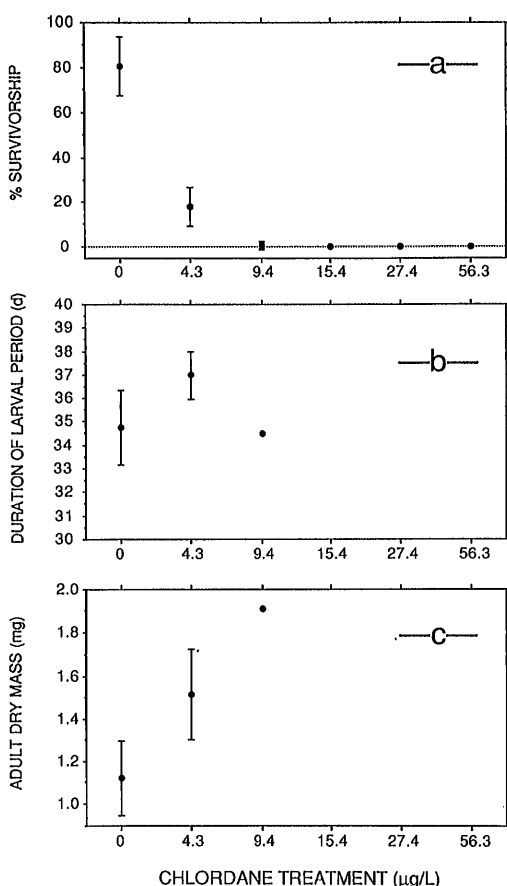 % SURVIVORSHIP
100
80
60
40
20
0
a
0 4.3 9.4 15.4 27.4 56.3
DURATION OF LARVAL PERIOD (d)
40
39
38
37
36
35
34
33
32
31
30
b
0 4.3 9.4 15.4 27.4 56.3
ADULT DRY MASS (mg)
2.0
1.8
1.6
1.4
1.2
1.0
c
0 4.3 9.4 15.4 27.4 56.3
CHLORDANE TREATMENT (µg/L)